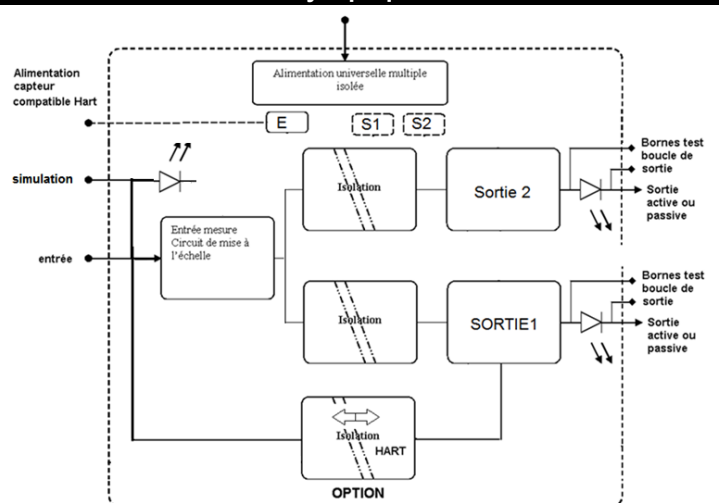 Alimentation universelle multiple
isolée
Alimentation
capteur
compatible Hart
E
S1
S2
simulation
entrée
Entrée mesure
Circuit de mise à
l'échelle
Isolation
Sortie 2
Bornes test
boucle de
sortie
Sortie
active ou
passive
Isolation
SORTIE1
Bornes test
boucle de
sortie
Sortie
active ou
passive
Isolation
HART
OPTION